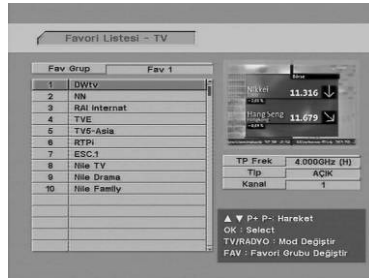 Favori Listesi - TV
Fav Grup Fav 1
1 DWtv
2 NN
3 RAI Internat
4 TVE
5 TV5-Asia
6 RTPi
7 ESC.1
8 Nile TV
9 Nile Drama
10 Nile Family
Börse
Nikkei 11.316
Hang Seng 11.679
TP Frek 4.000GHz (H)
Tip AÇIK
Kanal 1
▲ ▼ P+ P-: Hareket
OK : Select
TV/RADYO : Mod Değiştir
FAV : Favori Grubu Değiştir